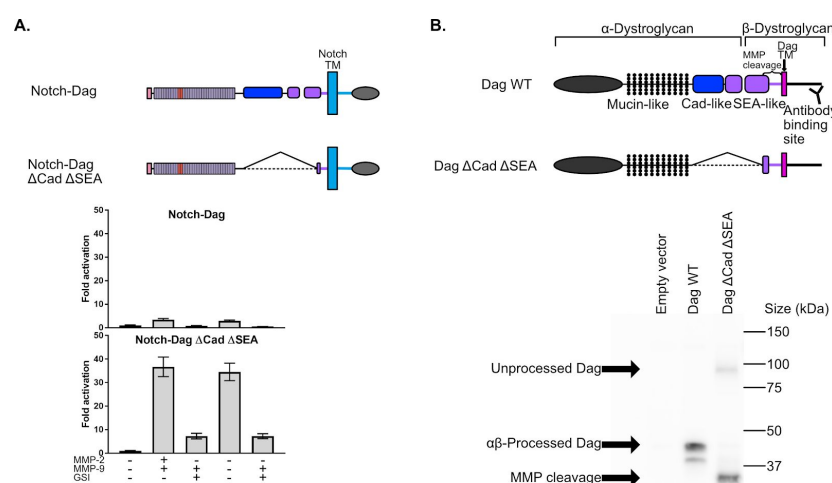 A.
Notch
TM
Notch-Dag
Notch-Dag
ΔCad ΔSEA
Notch-Dag
Fold activation
50
40
30
20
10
0
Notch-Dag ΔCad ΔSEA
Fold activation
50
40
30
20
10
0
MMP-2 - + - - -
MMP-9 - + + - +
GSI - - + - +
B.
α-Dystroglycan
β-Dystroglycan
MMP
cleavage
Dag
TM
Dag WT
Mucin-like
Cad-like
SEA-like
Antibody
binding
site
Dag ΔCad ΔSEA
Empty vector
Dag WT
Dag ΔCad ΔSEA
Size (kDa)
150
Unprocessed Dag
100
75
50
αβ-Processed Dag
37
MMP cleavage